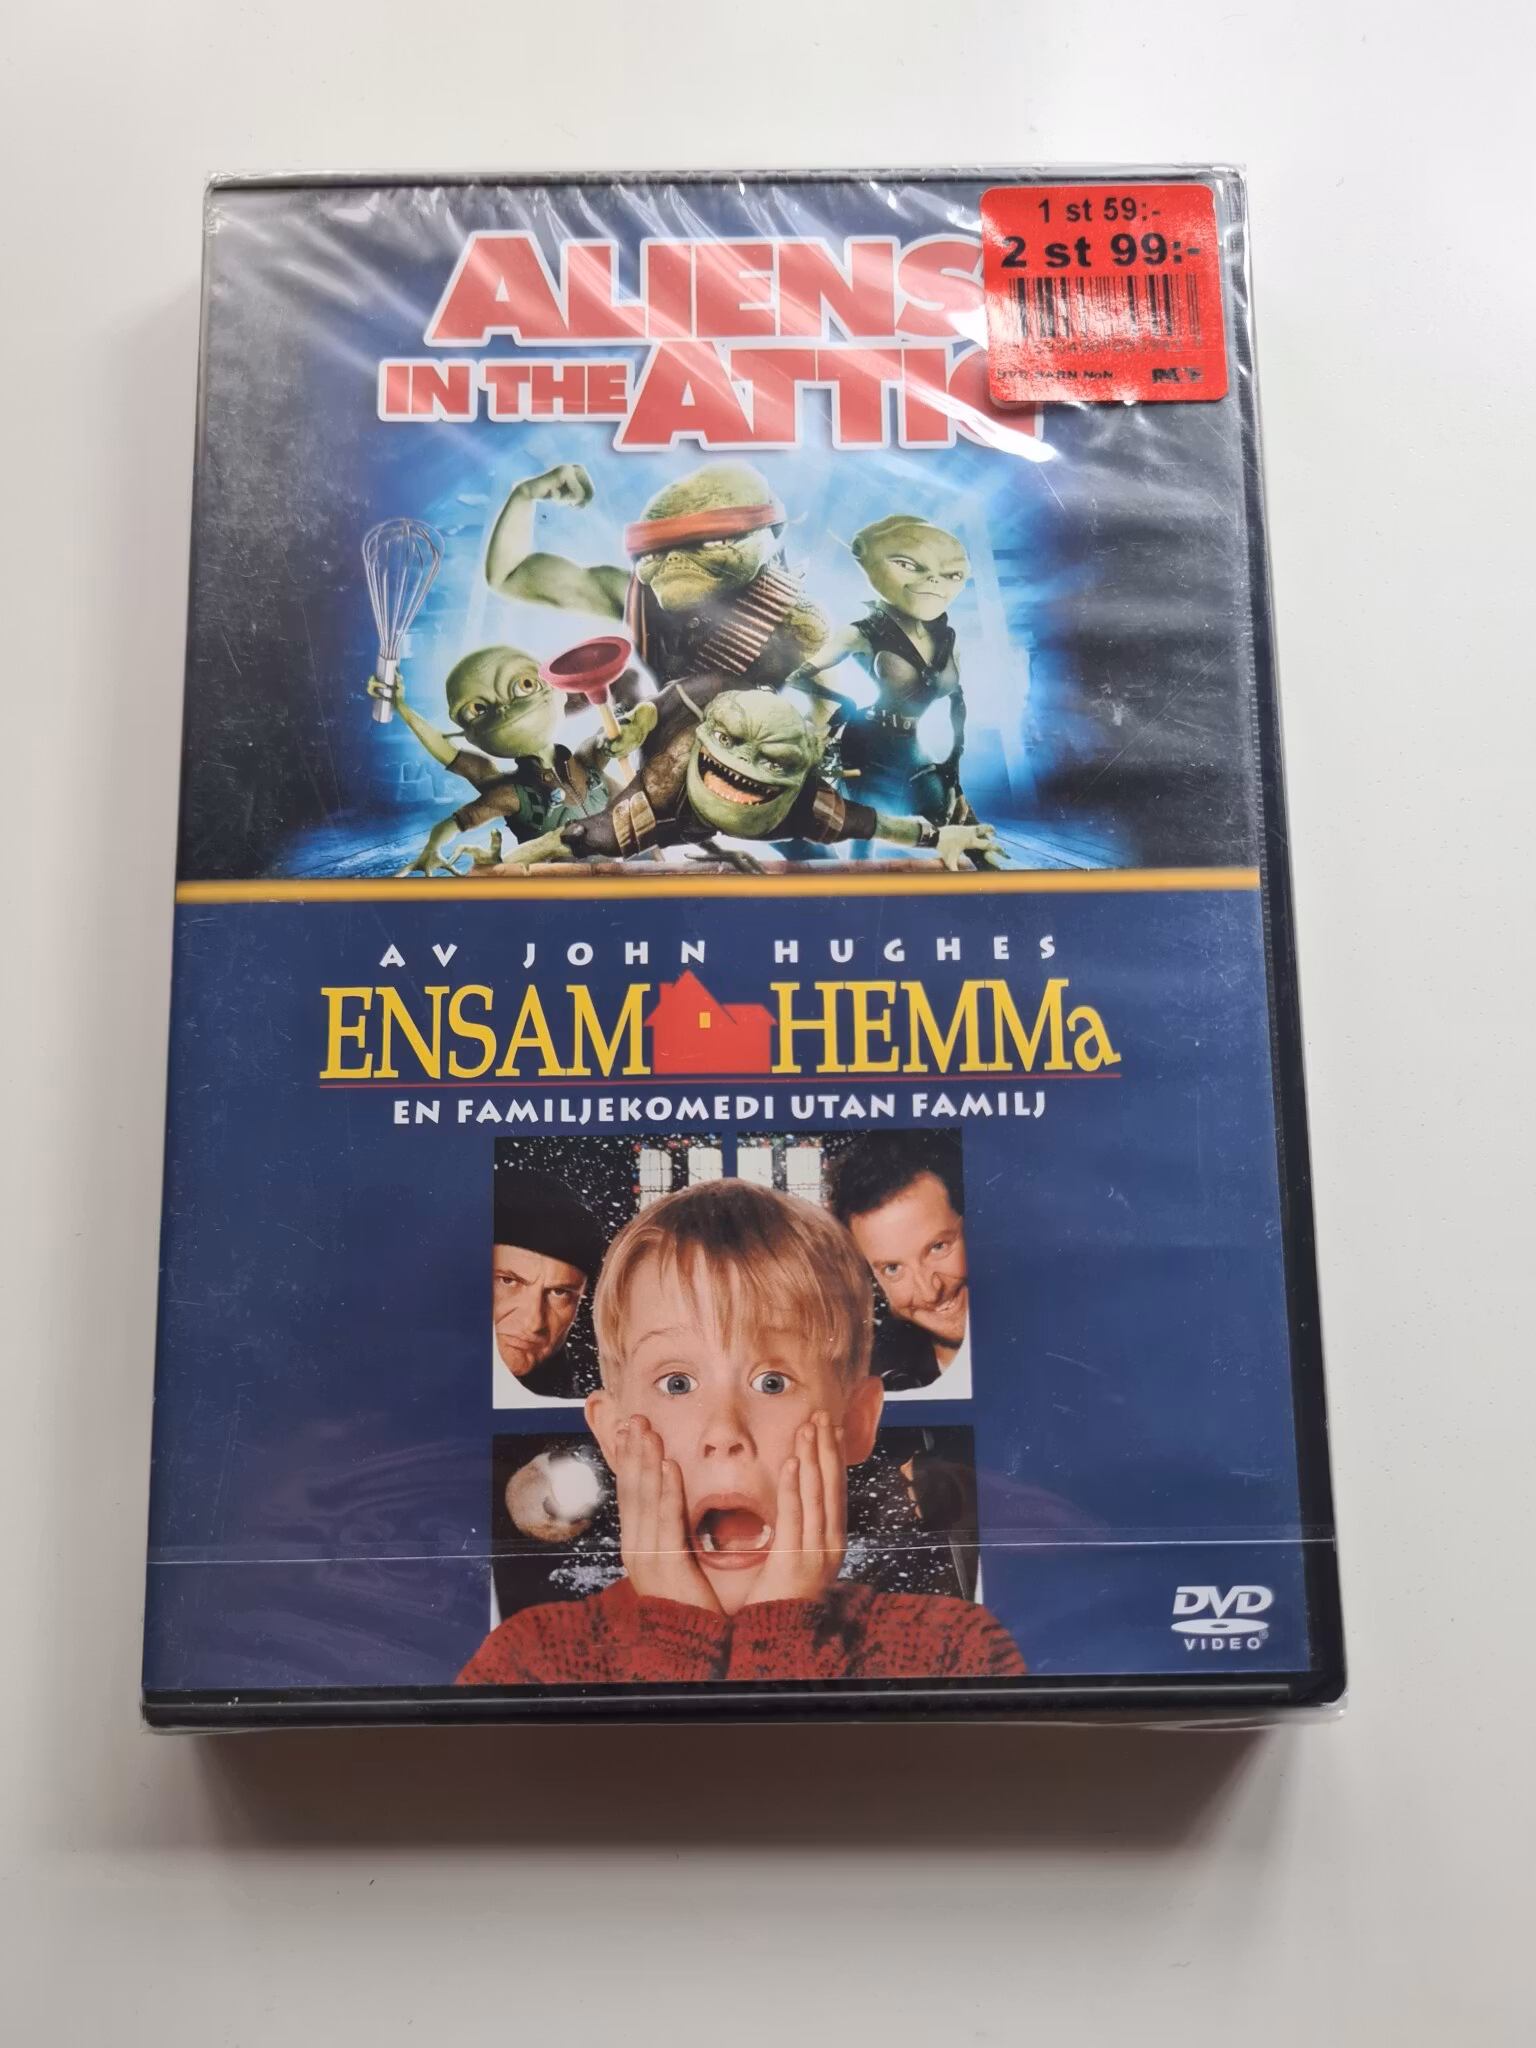 1 st 59:-
2 st 99:-
ALIENS
IN THE ATTIC
AV JOHN HUGHES
ENSAM HEMMa
EN FAMILJEKOMEDI UTAN FAMILJ
DVD
VIDEO